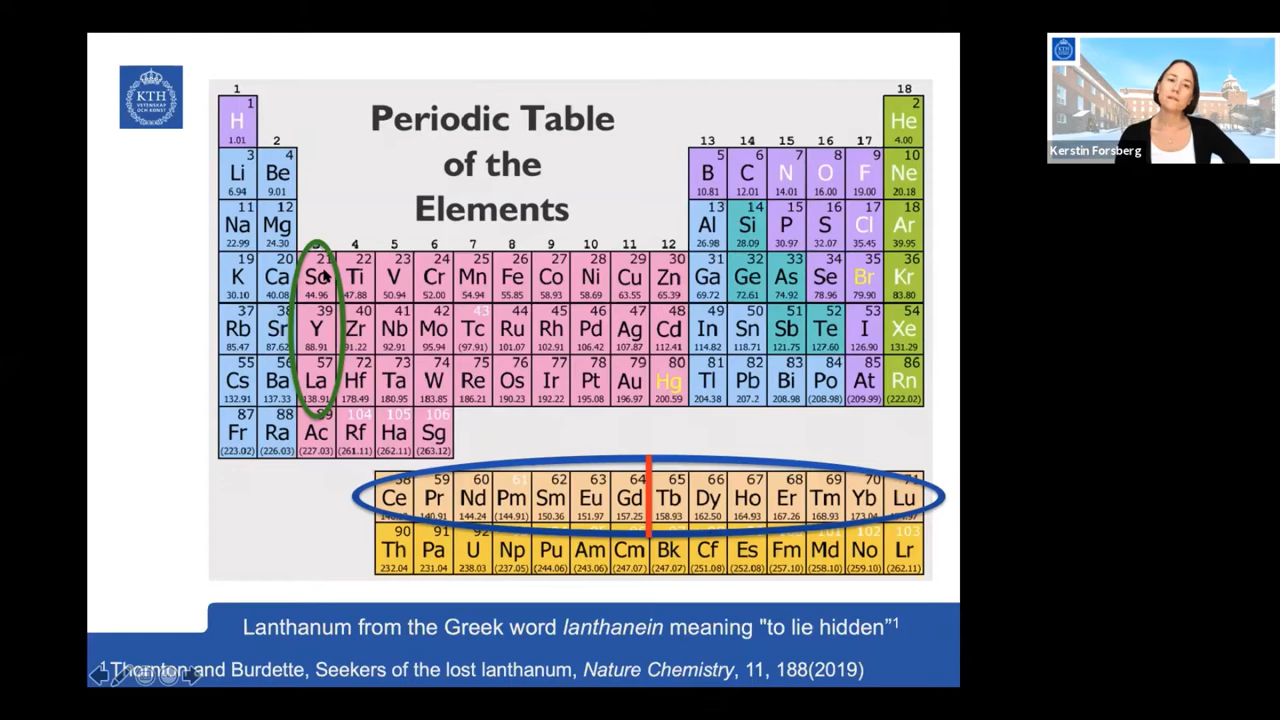 KTH
VETENSKAP
OCH KONST
Periodic Table
of the
Elements
1 18
1 2
H He
1.01 2 4.00
13 14 15 16 17
3 4 5 6 7 8 9 10
Li Be B C N O F Ne
6.94 9.01 10.81 12.01 14.01 16.00 19.00 20.18
11 12 13 14 15 16 17 18
Na Mg Al Si P S Cl Ar
22.99 24.30 26.98 28.09 30.97 32.07 35.45 39.95
3 4 5 6 7 8 9 10 11 12
19 20 21 22 23 24 25 26 27 28 29 30 31 32 33 34 35 36
K Ca Sc Ti V Cr Mn Fe Co Ni Cu Zn Ga Ge As Se Br Kr
30.10 40.08 44.96 47.88 50.94 52.00 54.94 55.85 58.93 58.69 63.55 65.39 69.72 72.61 74.92 78.96 79.90 83.80
37 38 39 40 41 42 43 44 45 46 47 48 49 50 51 52 53 54
Rb Sr Y Zr Nb Mo Tc Ru Rh Pd Ag Cd In Sn Sb Te I Xe
85.47 87.62 88.91 91.22 92.91 95.94 (97.91) 101.07 102.91 106.42 107.87 112.41 114.82 118.71 121.75 127.60 126.90 131.29
55 56 57 72 73 74 75 76 77 78 79 80 81 82 83 84 85 86
Cs Ba La Hf Ta W Re Os Ir Pt Au Hg Tl Pb Bi Po At Rn
132.91 137.33 138.91 178.49 180.95 183.85 186.21 190.23 192.22 195.08 196.97 200.59 204.38 207.2 208.98 (208.98) (209.99) (222.02)
87 88 89 104 105 106
Fr Ra Ac Rf Ha Sg
(223.02) (226.03) (227.03) (261.11) (262.11) (263.12)
58 59 60 61 62 63 64 65 66 67 68 69 70 71
Ce Pr Nd Pm Sm Eu Gd Tb Dy Ho Er Tm Yb Lu
140.91 144.24 (144.91) 150.36 151.97 157.25 158.93 162.50 164.93 167.26 168.93 173.04
90 91 92 101 102 103
Th Pa U Np Pu Am Cm Bk Cf Es Fm Md No Lr
232.04 231.04 238.03 (237.05) (244.06) (243.06) (247.07) (247.07) (251.08) (252.08) (257.10) (258.10) (259.10) (262.11)
Lanthanum from the Greek word lanthanein meaning "to lie hidden”¹
¹Thornton and Burdette, Seekers of the lost lanthanum, Nature Chemistry, 11, 188(2019)
Kerstin Forsberg